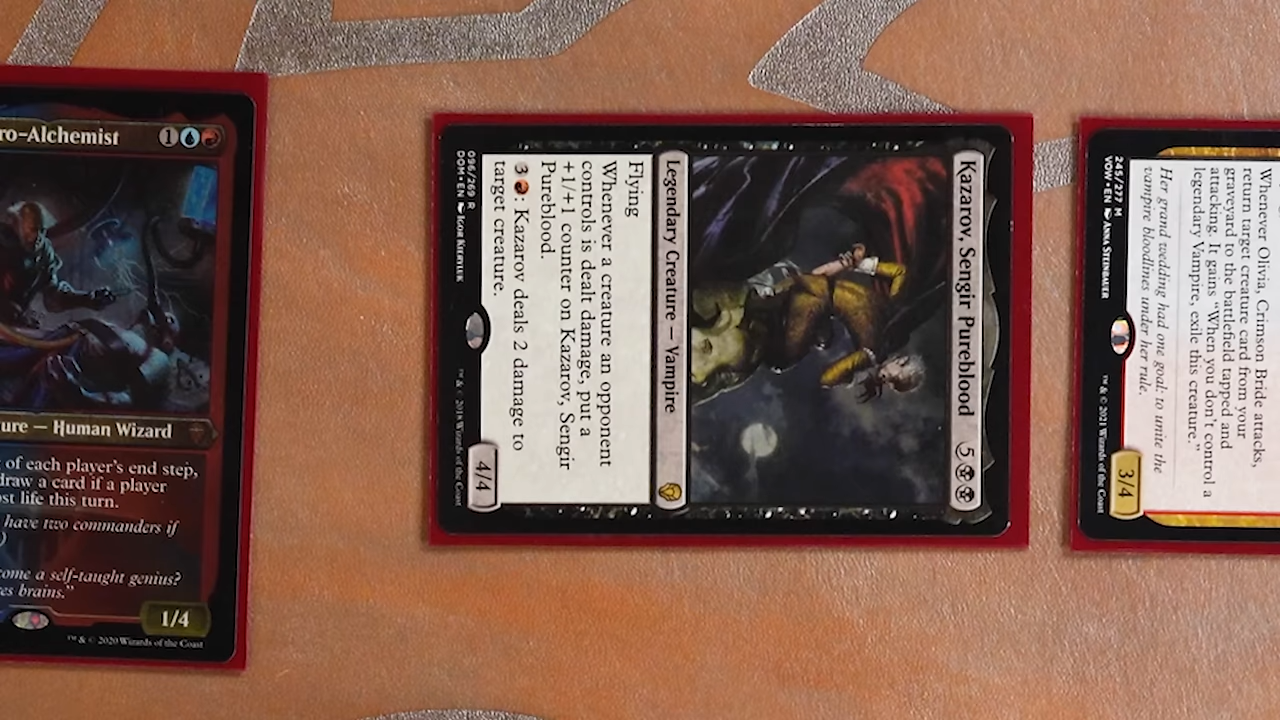 ro-Alchemist
1
ure — Human Wizard
of each player's end step,
draw a card if a player
ost life this turn.
have two commanders if
)
come a self-taught genius?
es brains."
1/4
™ & © 2020 Wizards of the Coast
Kazarov, Sengir Pureblood
5
Legendary Creature — Vampire
Flying
Whenever a creature an opponent
controls is dealt damage, put a
+1/+1 counter on Kazarov, Sengir
Pureblood.
3 : Kazarov deals 2 damage to
target creature.
4/4
096/269 R
DOM • EN Igor Kieryluk
™ & © 2018 Wizards of the Coast
Whenever Olivia, Crimson Bride attacks,
return target creature card from your
graveyard to the battlefield tapped and
attacking. It gains "When you don't control a
legendary Vampire, exile this creature."
Her grand wedding had one goal: to unite the
vampire bloodlines under her rule.
3/4
245/277 M
VOW • EN Anna Steinbauer
™ & © 2021 Wizards of the Coast